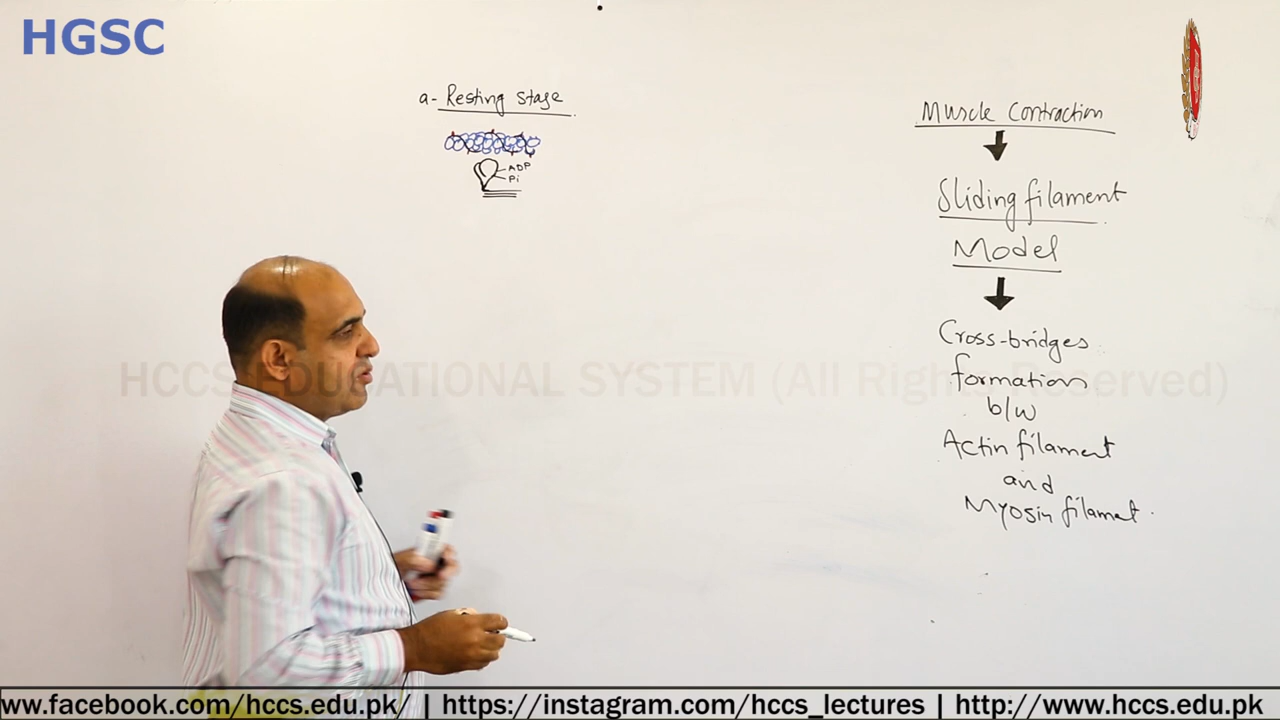 HGSC
a- Resting stage
ADP
Pi
Muscle Contraction
Sliding filament
Model
Cross-bridges
formation
b/w
Actin filament
and
Myosin filamet.
HCCS EDUCATIONAL SYSTEM (All Rights Reserved)
ww.facebook.com/hccs.edu.pk/ | https://instagram.com/hccs_lectures | http://www.hccs.edu.pk